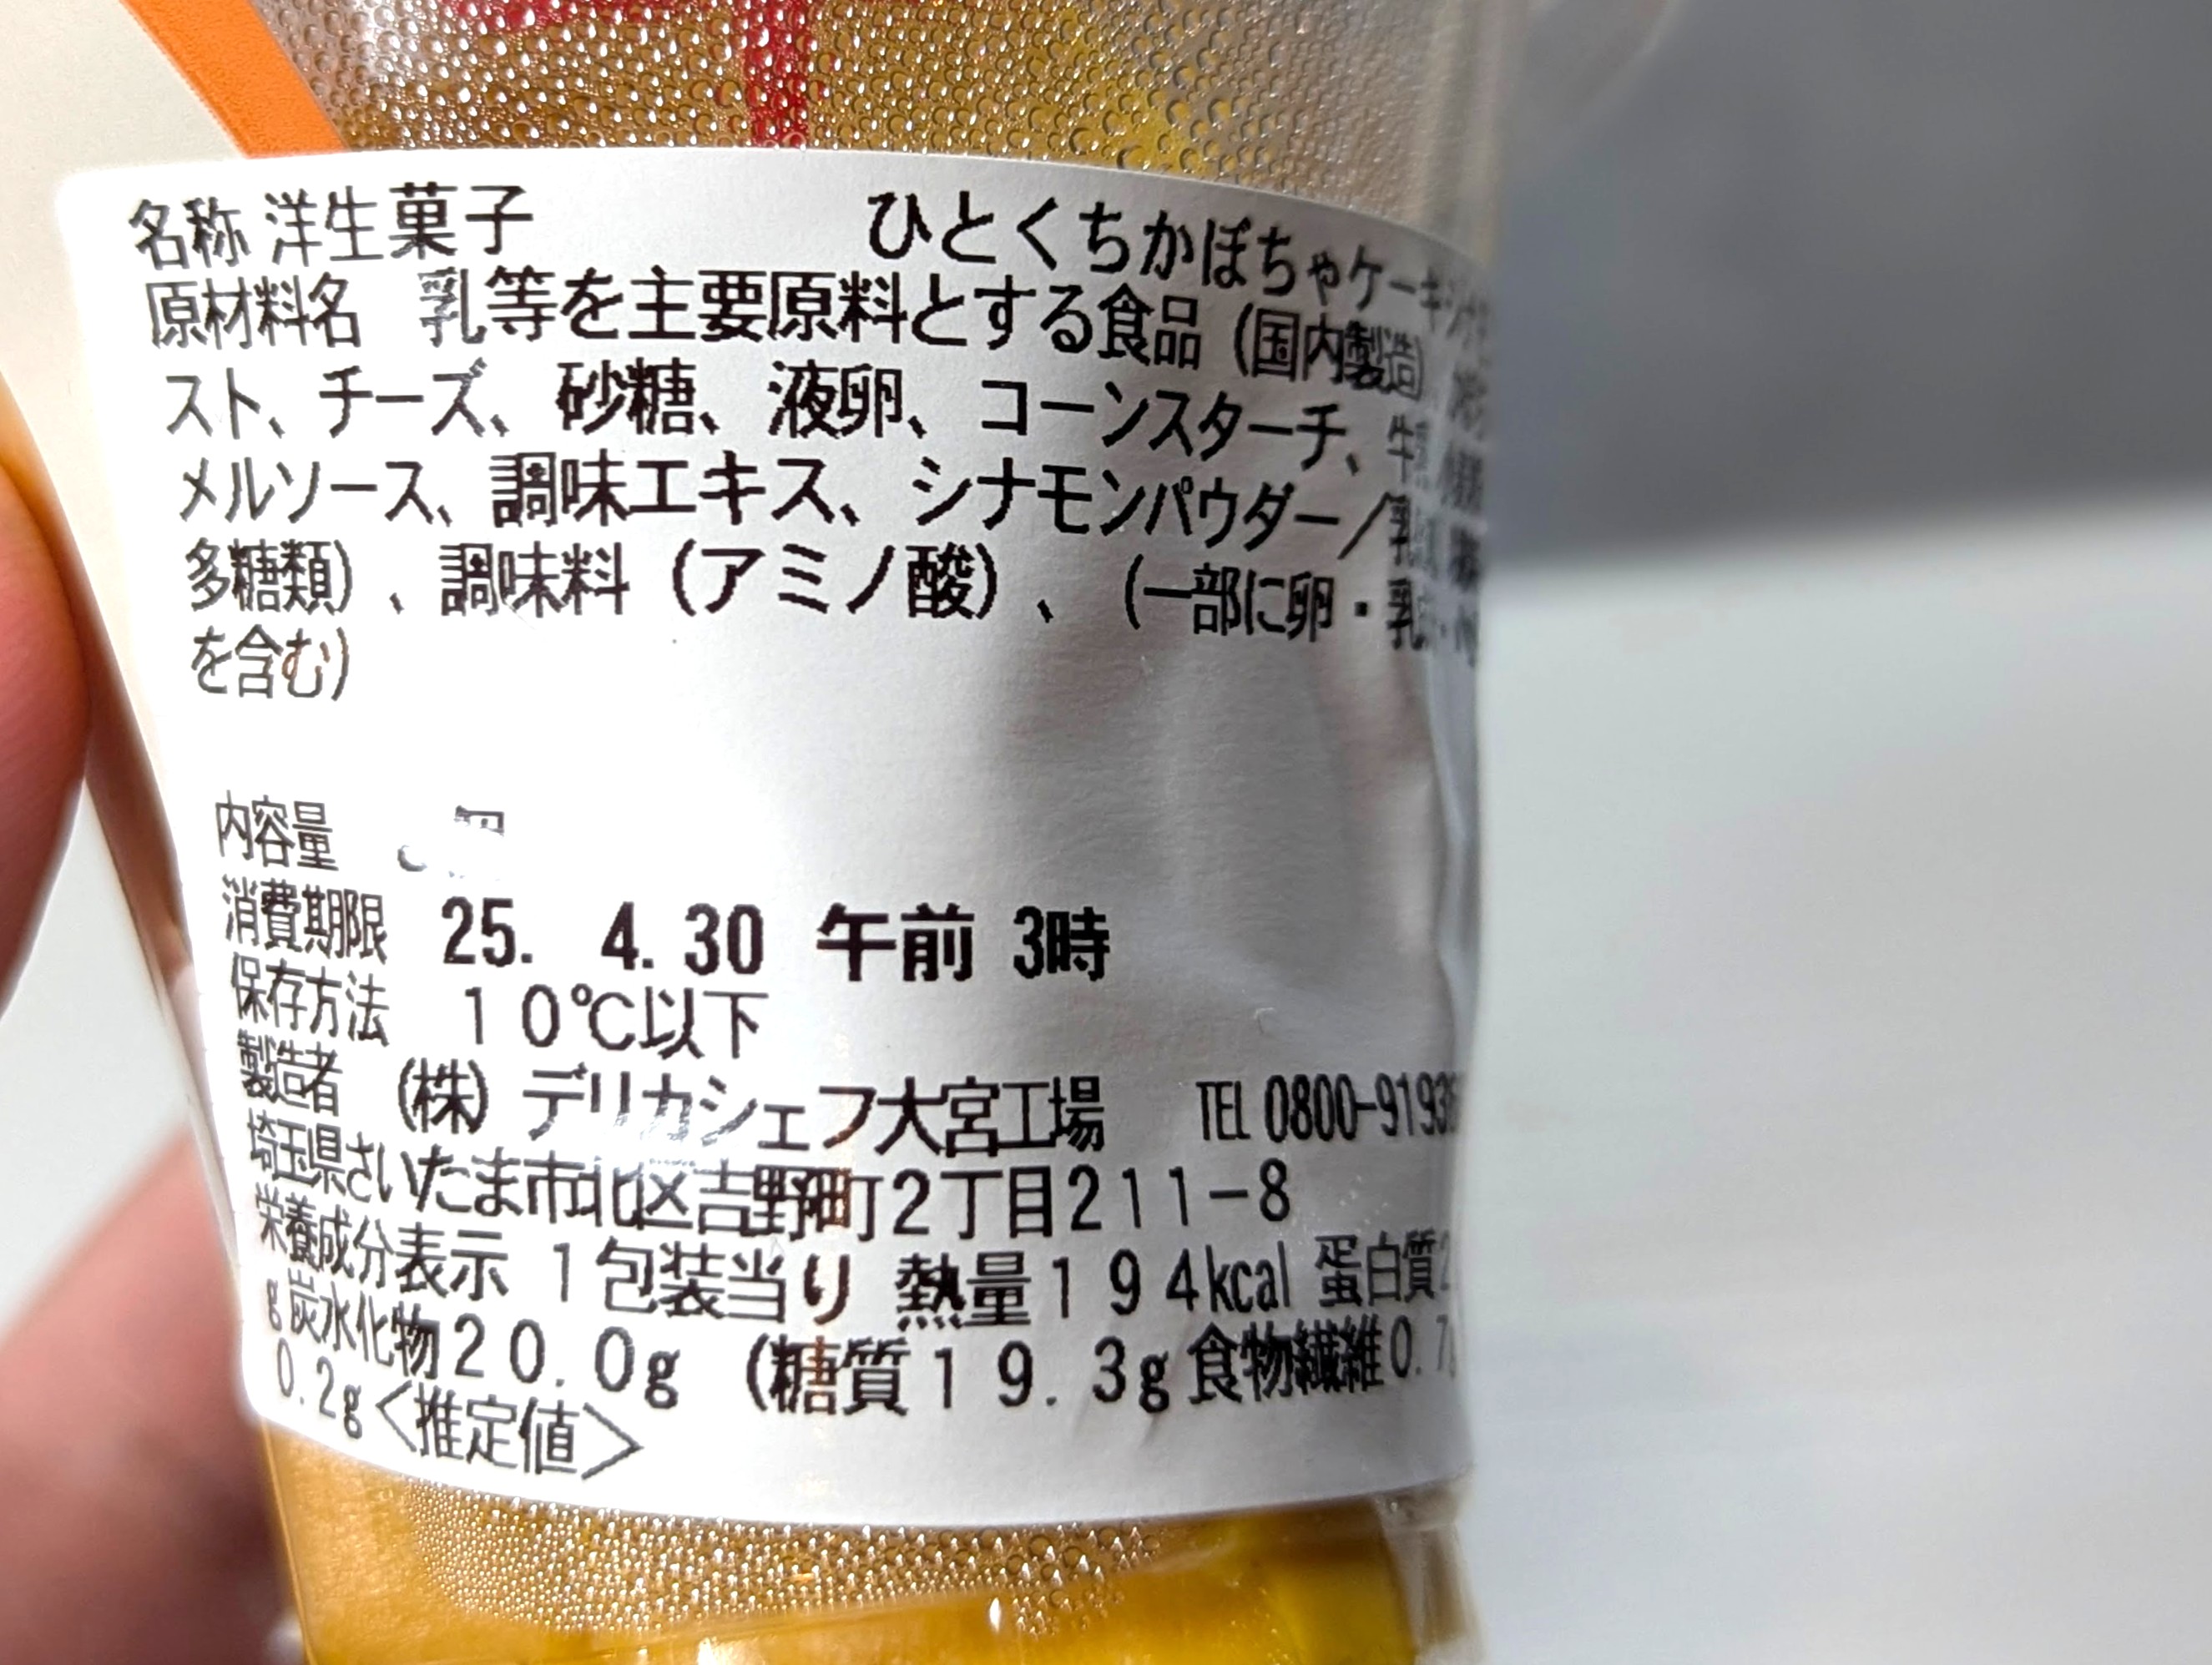 名称 洋生菓子 ひとくちかぼちゃケーキ
原材料名 乳等を主要原料とする食品(国内製造)
スト、チーズ、砂糖、液卵、コーンスターチ、牛乳
メルソース、調味エキス、シナモンパウダー/
多糖類)、調味料(アミノ酸)、(一部に卵・乳成分・
を含む)
内容量
消費期限 25. 4.30 午前 3時
保存方法 10℃以下
製造者 (株)デリカシェフ大宮工場 TEL 0800-9193
埼玉県さいたま市北区吉野町2丁目211-8
栄養成分表示 1包装当り 熱量194kcal 蛋白質
g 炭水化物20.0g (糖質19.3g 食物繊維0.7g
0.2g<推定値>